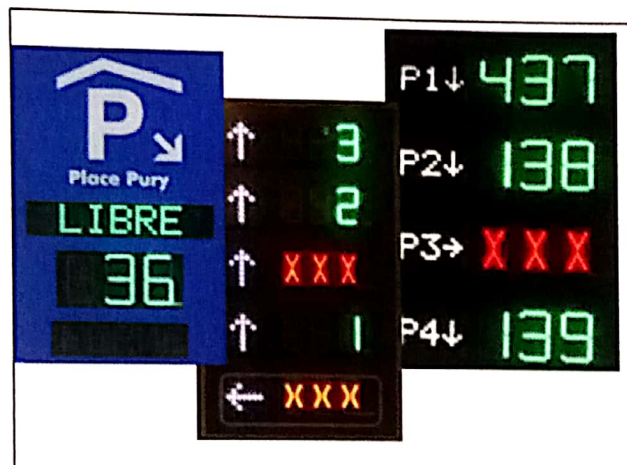 P
Place Pury
LIBRE
36
↑ 3
↑ 2
↑ XXX
↑ 1
← XXX
P1↓ 437
P2↓ 138
P3→ XXX
P4↓ 139